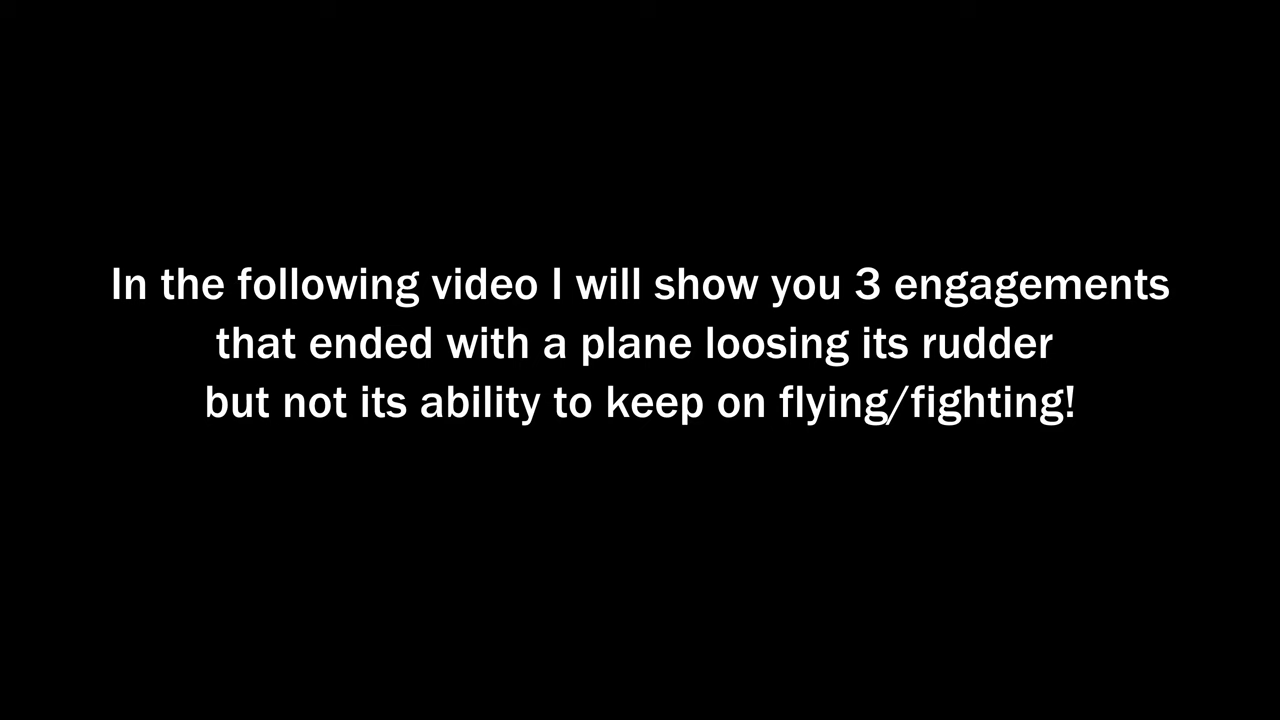 In the following video I will show you 3 engagements
that ended with a plane loosing its rudder
but not its ability to keep on flying/fighting!